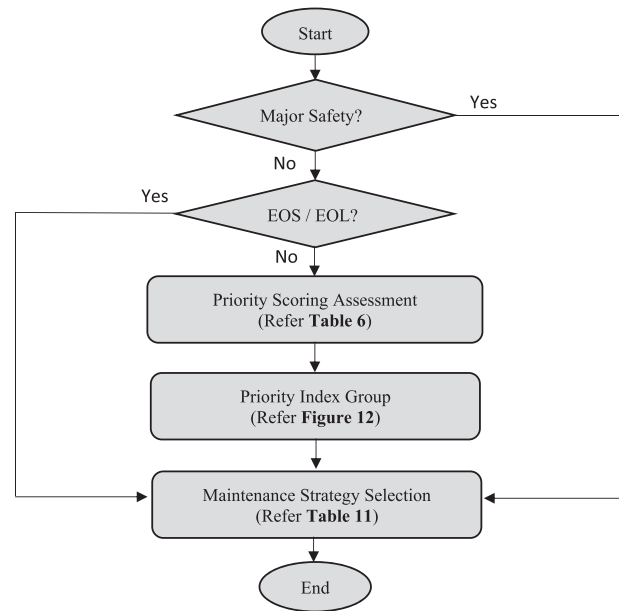 Start
Major Safety?
Yes
No
Yes
EOS / EOL?
No
Priority Scoring Assessment
(Refer Table 6)
Priority Index Group
(Refer Figure 12)
Maintenance Strategy Selection
(Refer Table 11)
End